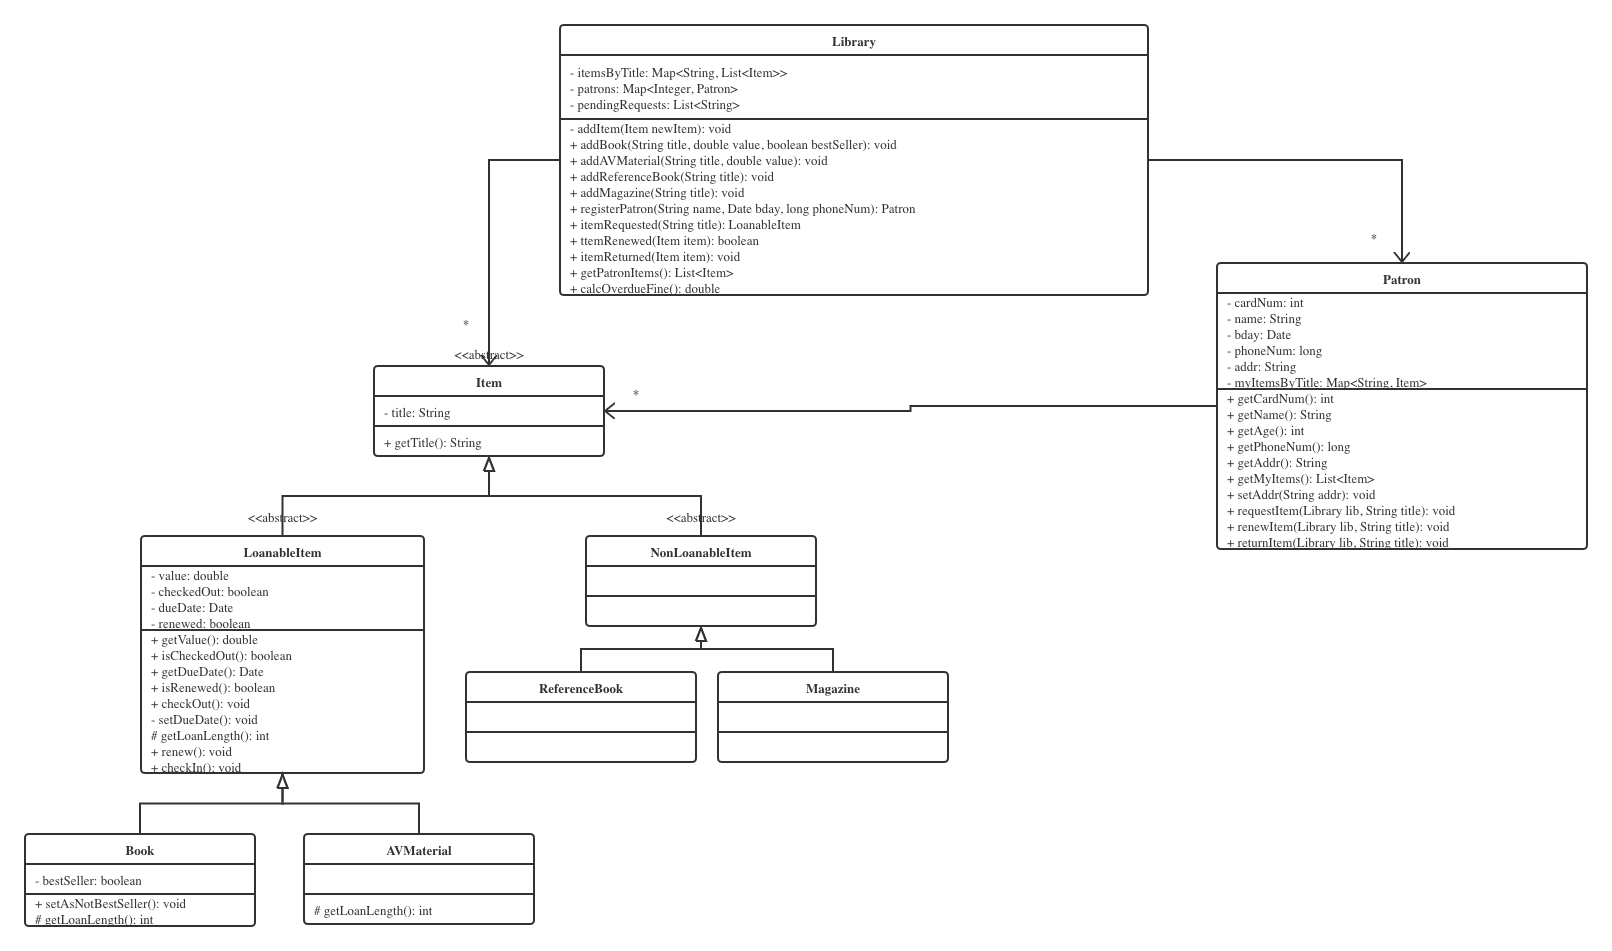 Library
- itemsByTitle: Map<String, List<Item>>
- patrons: Map<Integer, Patron>
- pendingRequests: List<String>
- addItem(Item newItem): void
+ addBook(String title, double value, boolean bestSeller): void
+ addAVMaterial(String title, double value): void
+ addReferenceBook(String title): void
+ addMagazine(String title): void
+ registerPatron(String name, Date bday, long phoneNum): Patron
+ itemRequested(String title): LoanableItem
+ ttemRenewed(Item item): boolean
+ itemReturned(Item item): void
+ getPatronItems(): List<Item>
+ calcOverdueFine(): double
*
*
<<abstract>>
Item
- title: String
+ getTitle(): String
*
Patron
- cardNum: int
- name: String
- bday: Date
- phoneNum: long
- addr: String
- myItemsByTitle: Map<String, Item>
+ getCardNum(): int
+ getName(): String
+ getAge(): int
+ getPhoneNum(): long
+ getAddr(): String
+ getMyItems(): List<Item>
+ setAddr(String addr): void
+ requestItem(Library lib, String title): void
+ renewItem(Library lib, String title): void
+ returnItem(Library lib, String title): void
<<abstract>>
LoanableItem
- value: double
- checkedOut: boolean
- dueDate: Date
- renewed: boolean
+ getValue(): double
+ isCheckedOut(): boolean
+ getDueDate(): Date
+ isRenewed(): boolean
+ checkOut(): void
- setDueDate(): void
# getLoanLength(): int
+ renew(): void
+ checkIn(): void
<<abstract>>
NonLoanableItem
ReferenceBook
Magazine
Book
- bestSeller: boolean
+ setAsNotBestSeller(): void
# getLoanLength(): int
AVMaterial
# getLoanLength(): int